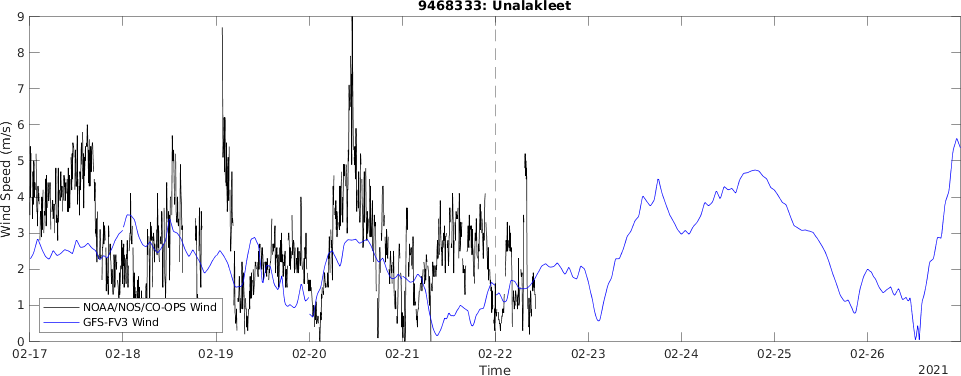 9468333: Unalakleet
9
8
7
6
5
4
3
2
1
0
Wind Speed (m/s)
NOAA/NOS/CO-OPS Wind
GFS-FV3 Wind
02-17 02-18 02-19 02-20 02-21 02-22 02-23 02-24 02-25 02-26
Time
2021